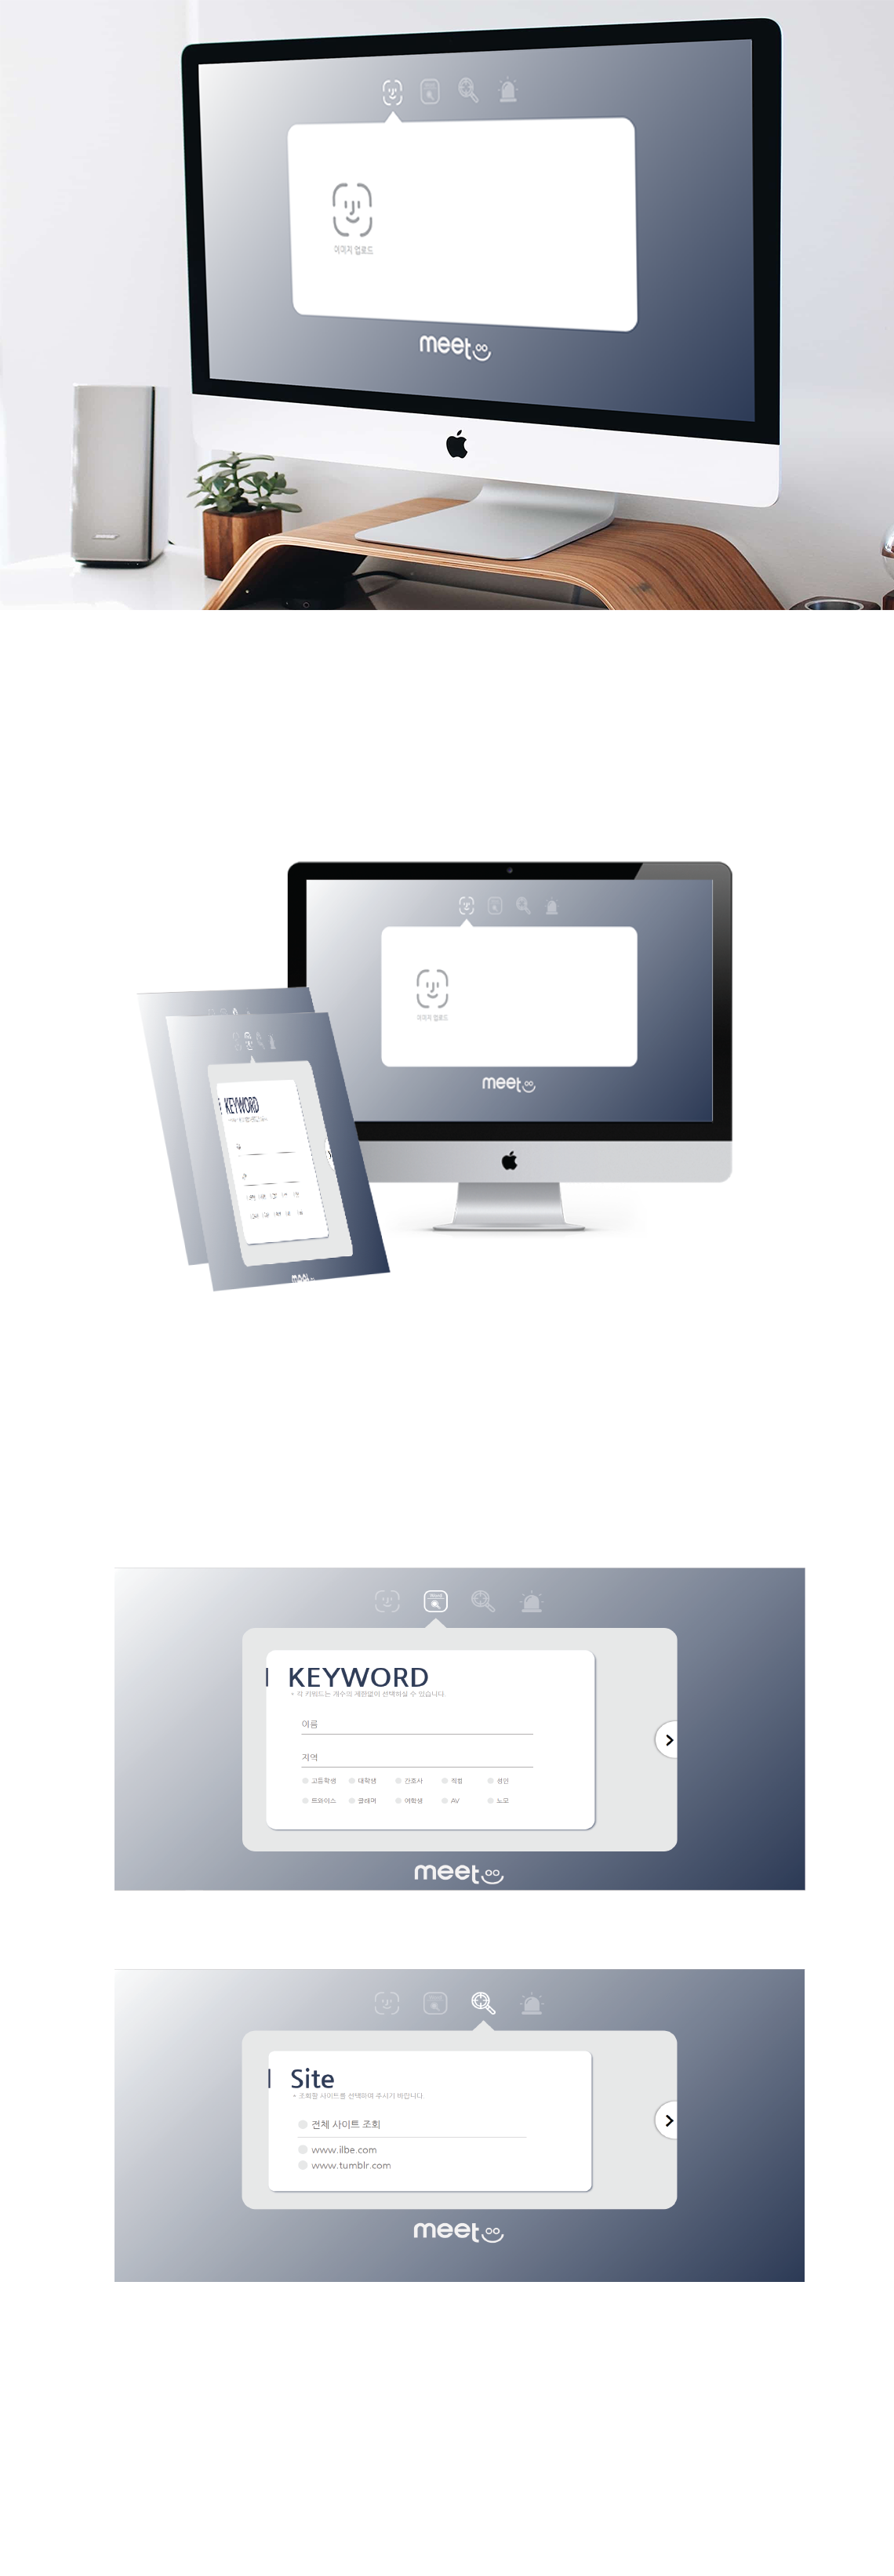 이미지 업로드
meet
이미지 업로드
meet
KEYWORD
KEYWORD
* 각 키워드는 개수의 제한없이 선택하실 수 있습니다.
이름
지역
고등학생 대학생 간호사 직캠 성인
트와이스 글래머 여학생 AV 노모
meet
Site
* 조회할 사이트를 선택하여 주시기 바랍니다
전체 사이트 조회
www.ilbe.com
www.tumblr.com
meet